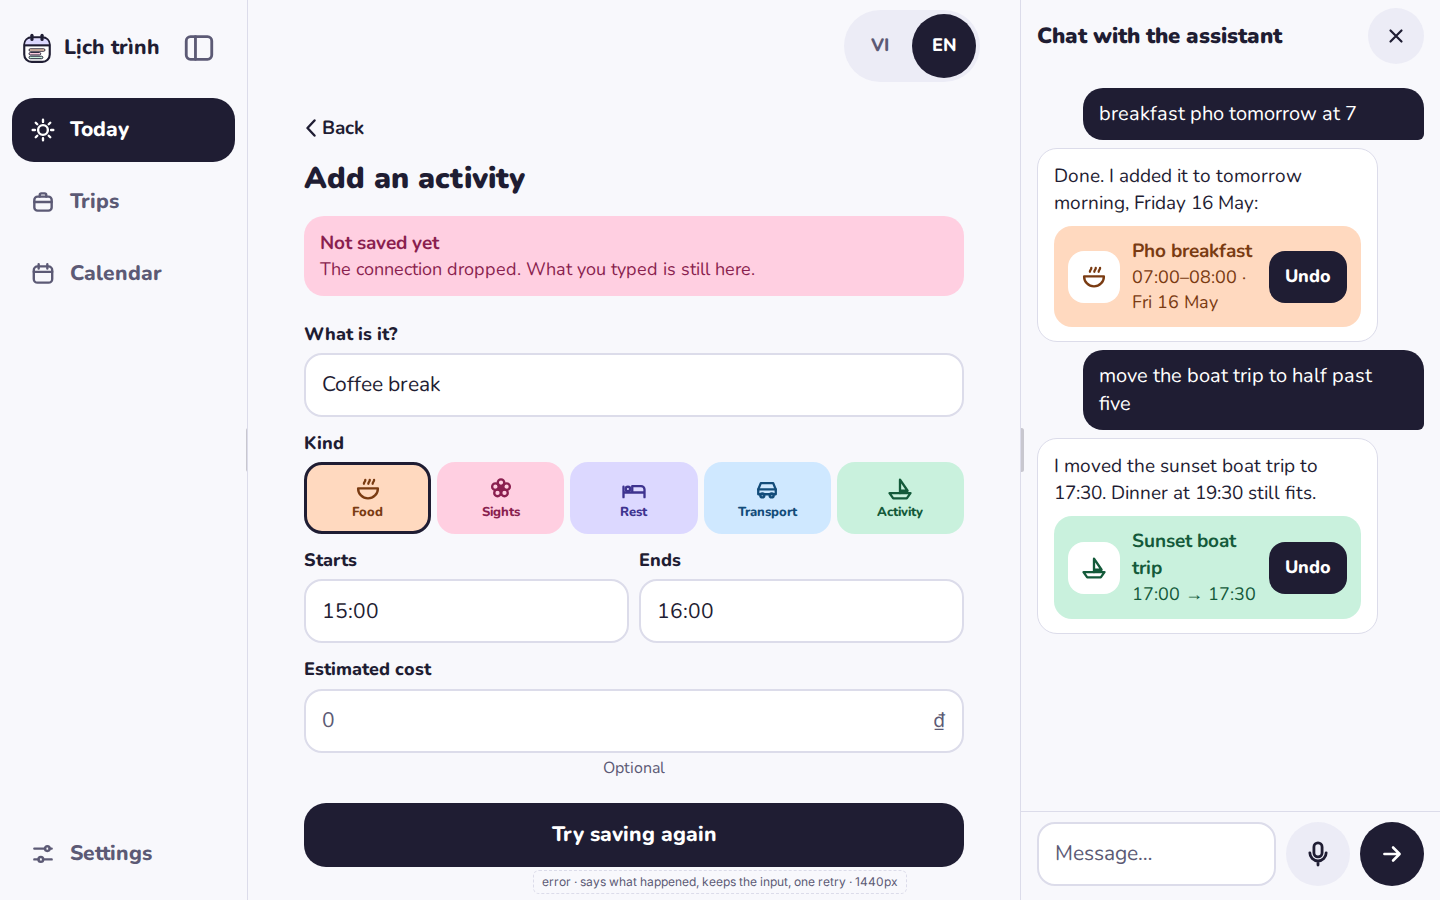 Lịch trình
Today
Trips
Calendar
Settings
VI
EN
Back
Add an activity
Not saved yet
The connection dropped. What you typed is still here.
What is it?
Coffee break
Kind
Food
Sights
Rest
Transport
Activity
Starts
Ends
15:00
16:00
Estimated cost
0
₫
Optional
Try saving again
error · says what happened, keeps the input, one retry · 1440px
Chat with the assistant
breakfast pho tomorrow at 7
Done. I added it to tomorrow
morning, Friday 16 May:
Pho breakfast
07:00–08:00 ·
Fri 16 May
Undo
move the boat trip to half past
five
I moved the sunset boat trip to
17:30. Dinner at 19:30 still fits.
Sunset boat
trip
17:00 → 17:30
Undo
Message...